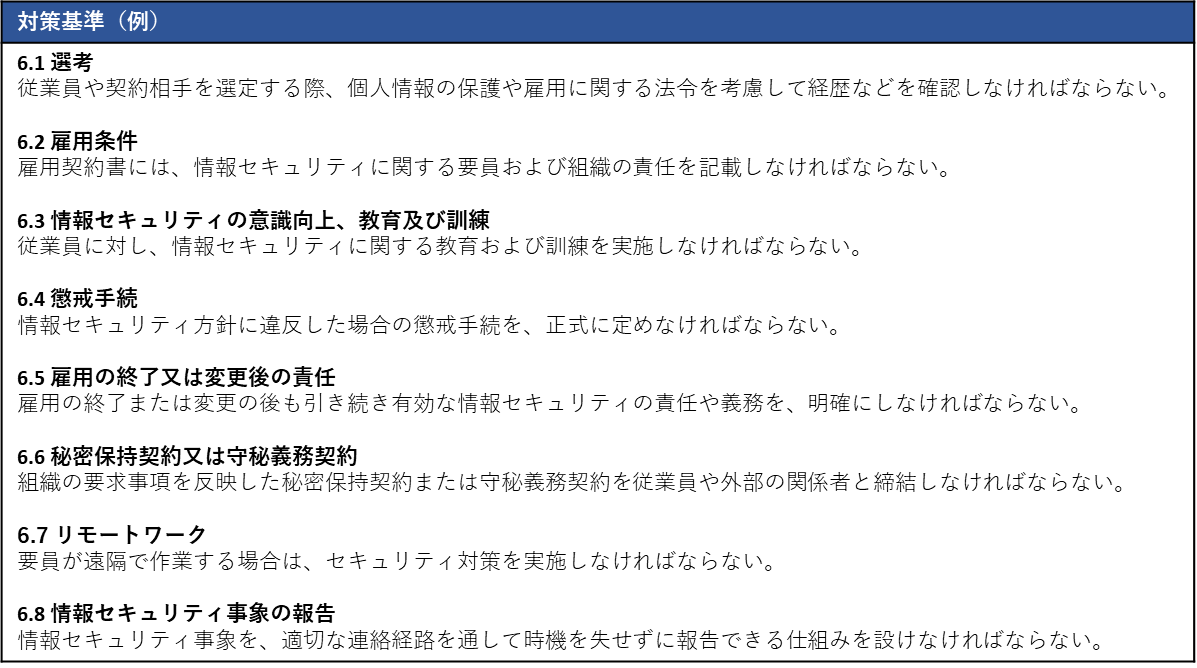 対策基準（例）
6.1 選考
従業員や契約相手を選定する際、個人情報の保護や雇用に関する法令を考慮して経歴などを確認しなければならない。
6.2 雇用条件
雇用契約書には、情報セキュリティに関する要員および組織の責任を記載しなければならない。
6.3 情報セキュリティの意識向上、教育及び訓練
従業員に対し、情報セキュリティに関する教育および訓練を実施しなければならない。
6.4 懲戒手続
情報セキュリティ方針に違反した場合の懲戒手続を、正式に定めなければならない。
6.5 雇用の終了又は変更後の責任
雇用の終了または変更の後も引き続き有効な情報セキュリティの責任や義務を、明確にしなければならない。
6.6 秘密保持契約又は守秘義務契約
組織の要求事項を反映した秘密保持契約または守秘義務契約を従業員や外部の関係者と締結しなければならない。
6.7 リモートワーク
要員が遠隔で作業する場合は、セキュリティ対策を実施しなければならない。
6.8 情報セキュリティ事象の報告
情報セキュリティ事象を、適切な連絡経路を通して時機を失せずに報告できる仕組みを設けなければならない。